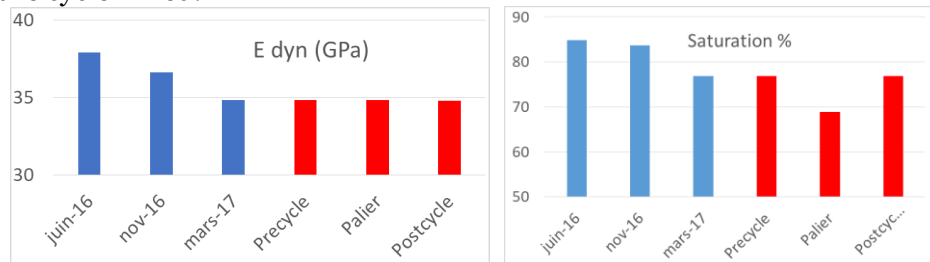 E dyn (GPa)
40
35
30
juin-16
nov-16
mars-17
Precycle
Palier
Postcycle
Saturation %
90
80
70
60
50
juin-16
nov-16
mars-17
Precycle
Palier
Postcyc...